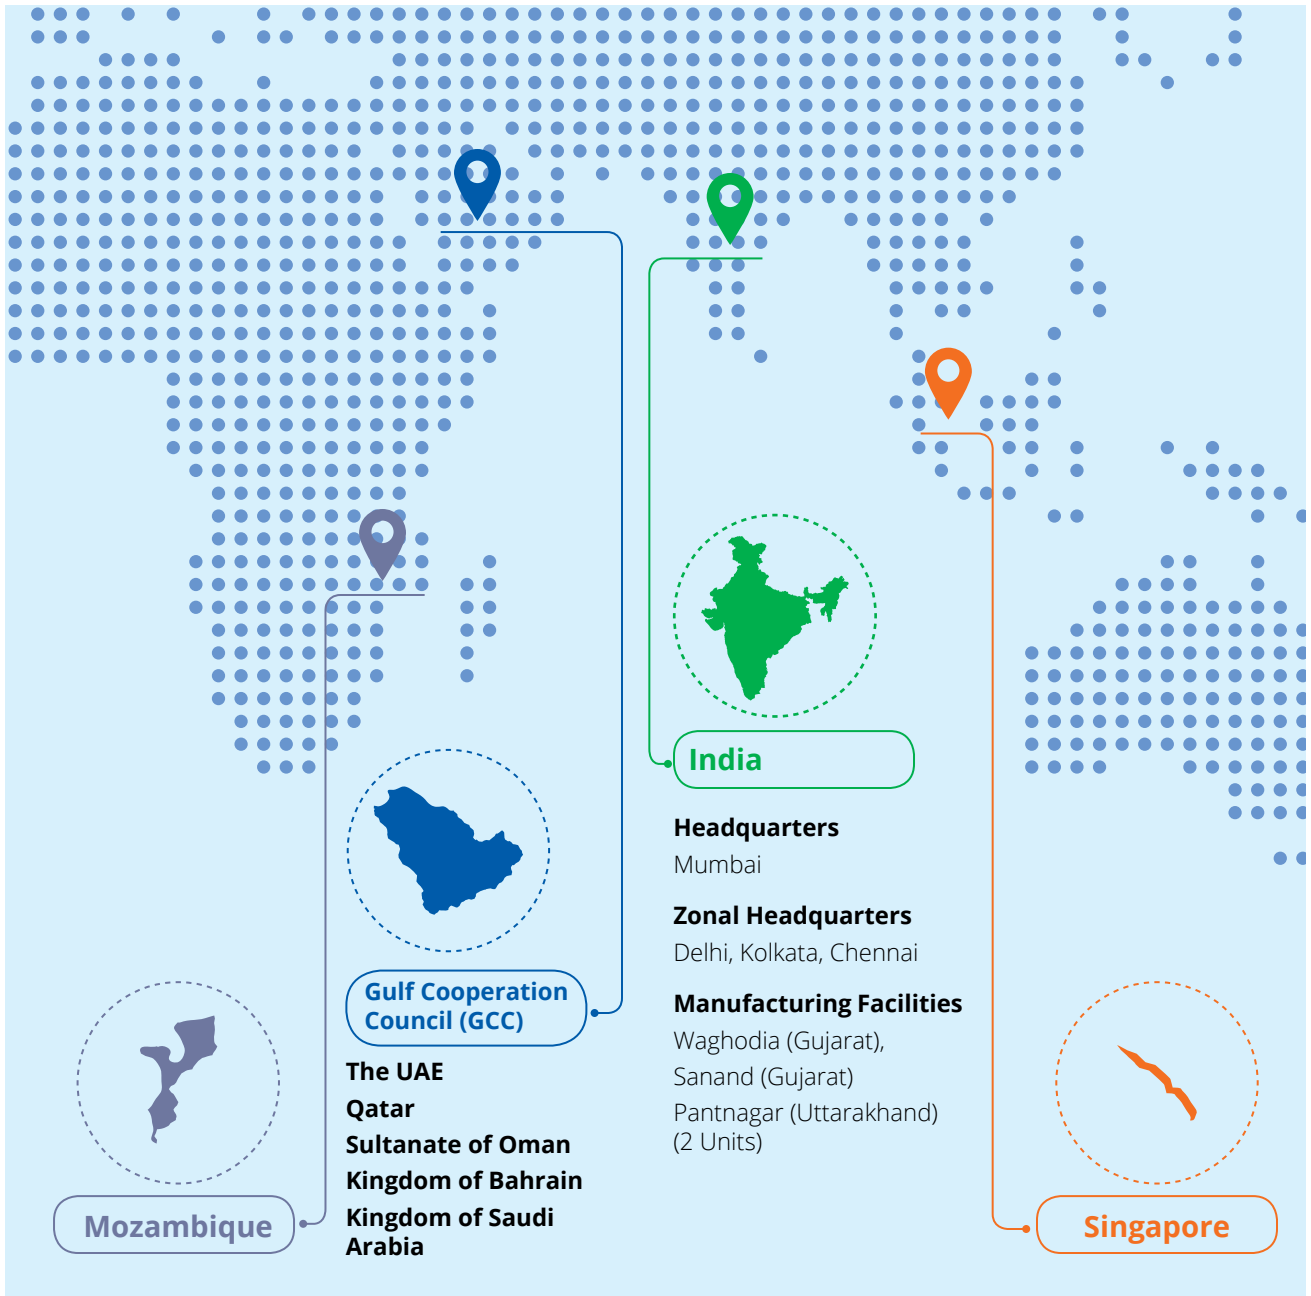 India
Headquarters
Mumbai
Zonal Headquarters
Delhi, Kolkata, Chennai
Manufacturing Facilities
Waghodia (Gujarat),
Sanand (Gujarat)
Pantnagar (Uttarakhand)
(2 Units)
Gulf Cooperation
Council (GCC)
The UAE
Qatar
Sultanate of Oman
Kingdom of Bahrain
Kingdom of Saudi
Arabia
Mozambique
Singapore